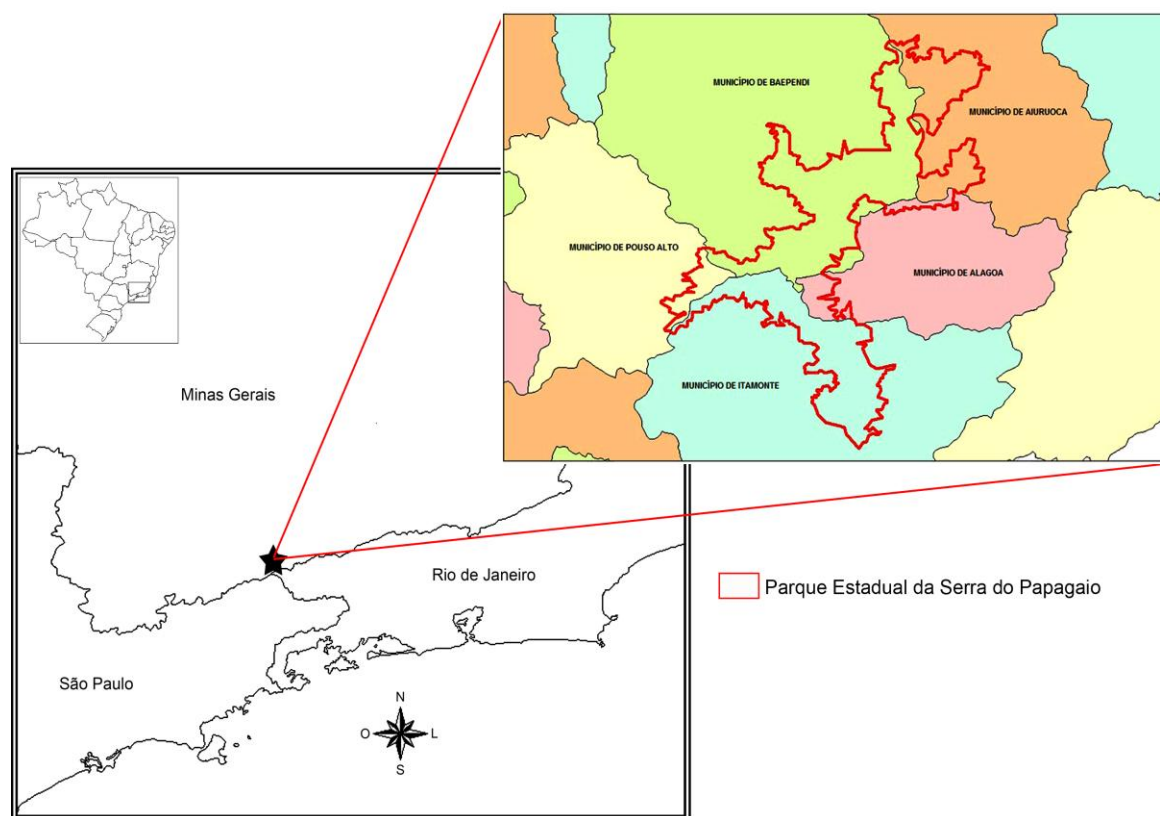 MUNICÍPIO DE BAEPENDI
MUNICÍPIO DE AIURUOCA
MUNICÍPIO DE POUSO ALTO
MUNICÍPIO DE ALAGOA
MUNICÍPIO DE ITAMONTE
Minas Gerais
Rio de Janeiro
São Paulo
N
O
L
S
Parque Estadual da Serra do Papagaio